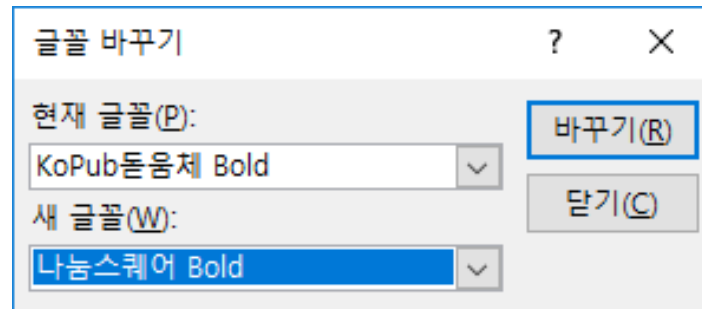 글꼴 바꾸기 ? ×
현재 글꼴(P):
바꾸기(R)
KoPub돋움체 Bold
닫기(C)
새 글꼴(W):
나눔스퀘어 Bold